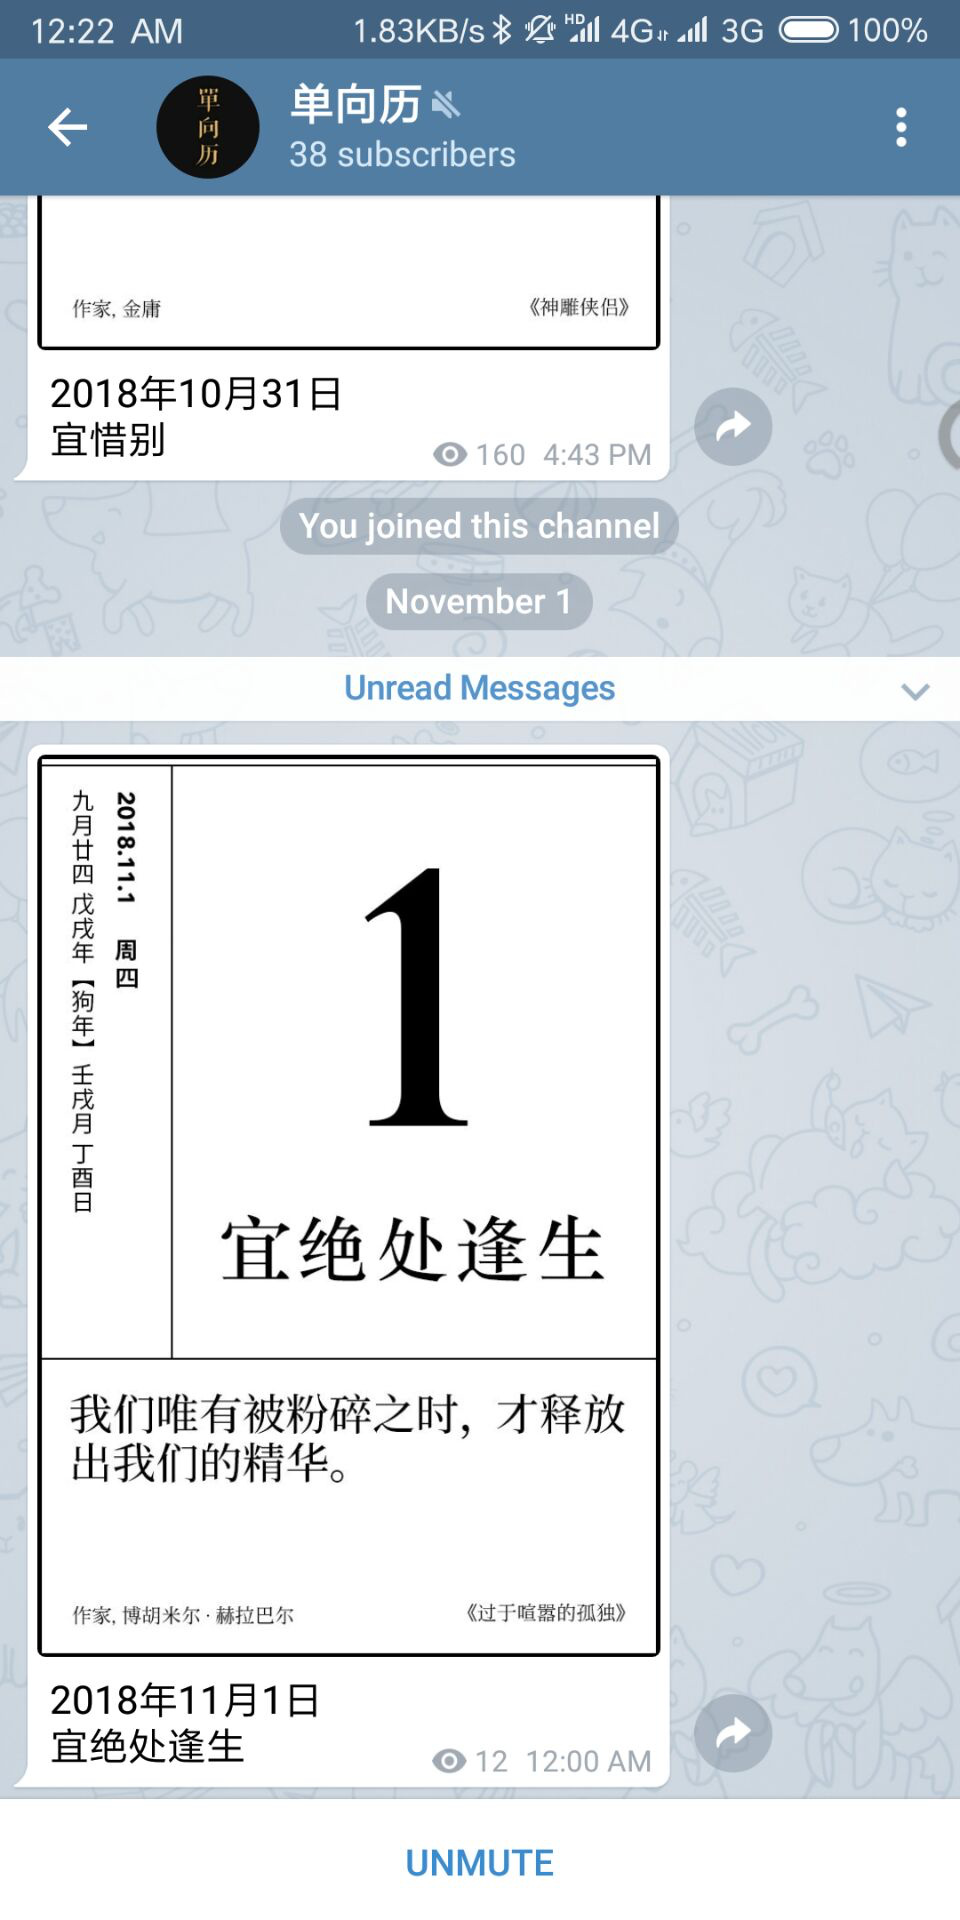 12:22 AM 1.83KB/s HD 4G 3G 100%
單向历
单向历
38 subscribers
作家, 金庸 《神雕侠侣》
2018年10月31日
宜惜别
160 4:43 PM
You joined this channel
November 1
Unread Messages
2018.11.1 周四
九月廿四 戊戌年【狗年】壬戌月 丁酉日
1
宜绝处逢生
我们唯有被粉碎之时，才释放
出我们的精华。
作家, 博胡米尔·赫拉巴尔 《过于喧嚣的孤独》
2018年11月1日
宜绝处逢生
12 12:00 AM
UNMUTE